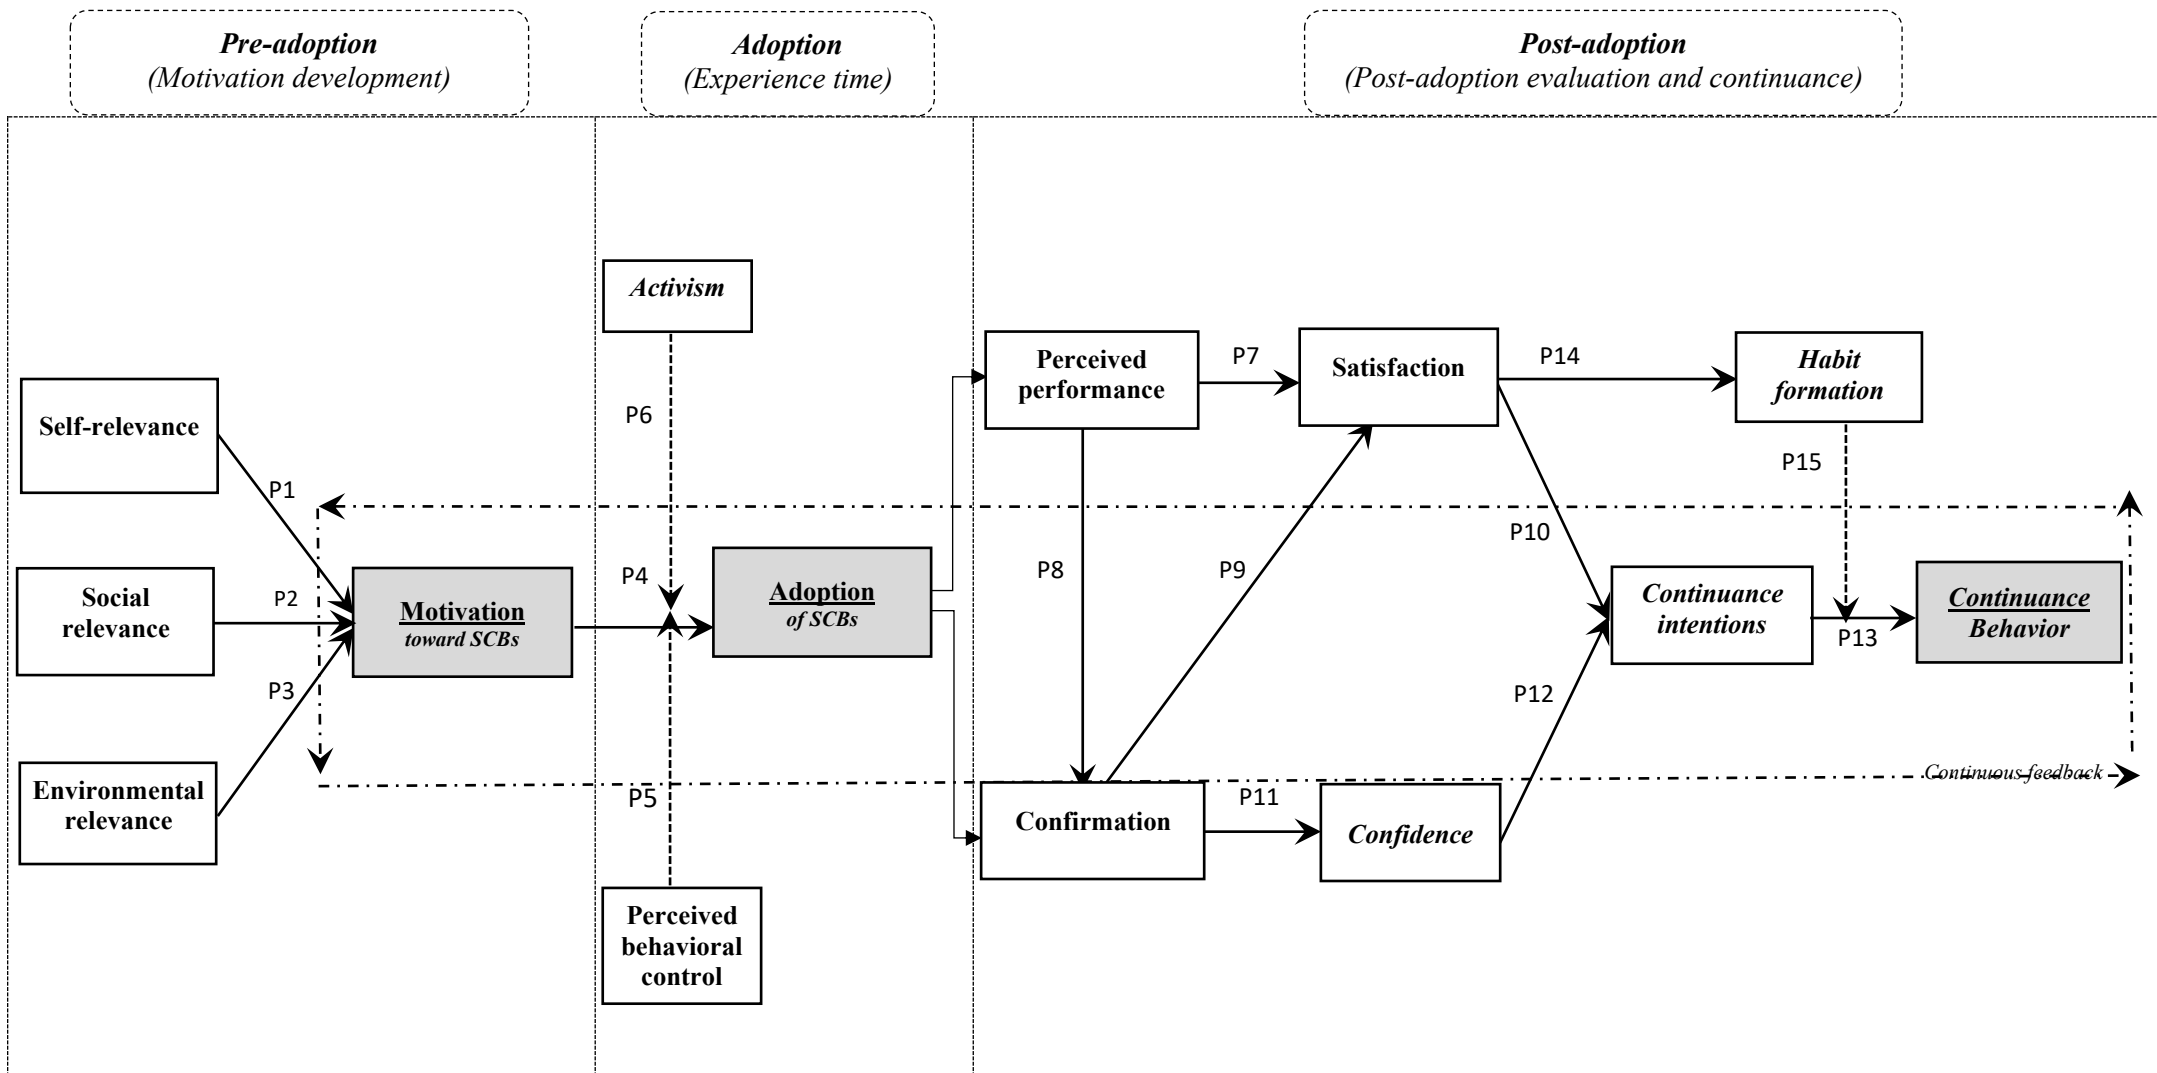 Pre-adoption
(Motivation development)
Adoption
(Experience time)
Post-adoption
(Post-adoption evaluation and continuance)
Activism
P6
Self-relevance
P1
Social
relevance
P2
Environmental
relevance
P3
Motivation
toward SCBs
P4
Adoption
of SCBs
P5
Perceived
behavioral
control
Perceived
performance
P7
Satisfaction
P14
Habit
formation
P15
P8
P9
P10
Continuance
intentions
P13
Continuance
Behavior
P12
Continuous feedback
Confirmation
P11
Confidence